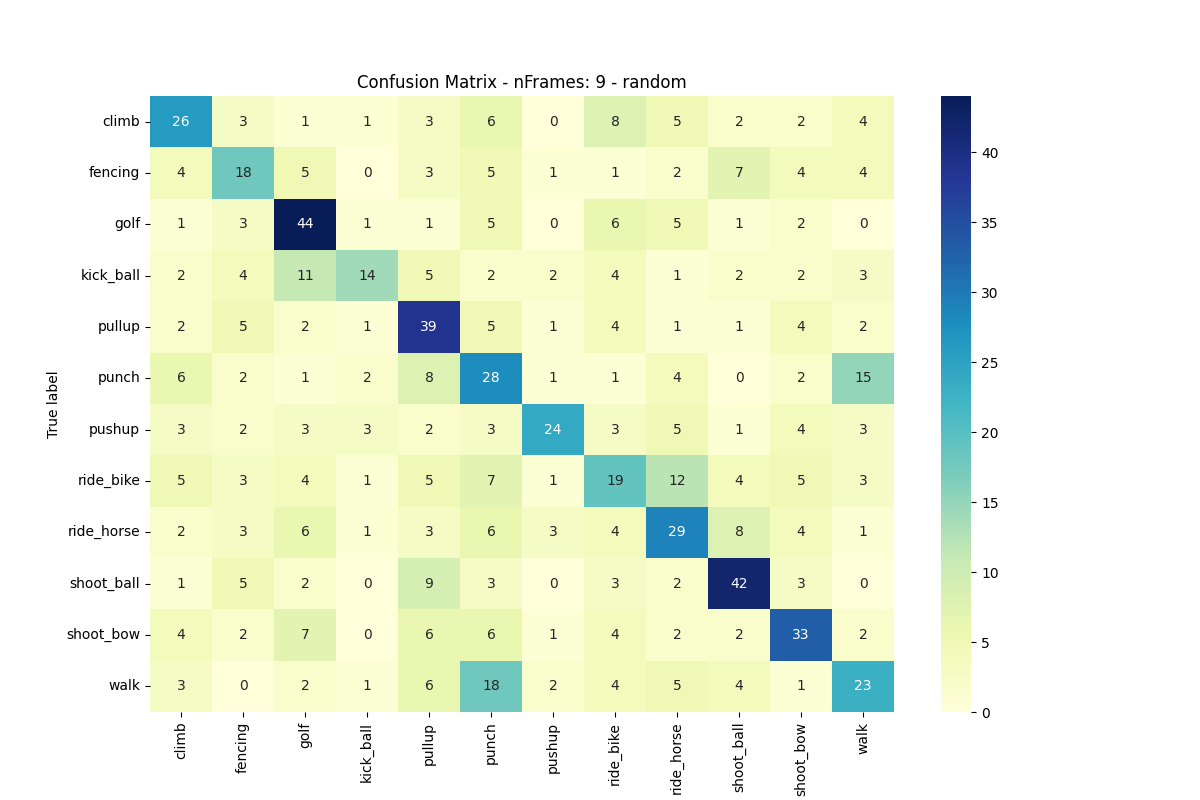 Confusion Matrix - nFrames: 9 - random
climb 26 3 1 1 3 6 0 8 5 2 2 4
fencing 4 18 5 0 3 5 1 1 2 7 4 4
golf 1 3 44 1 1 5 0 6 5 1 2 0
kick_ball 2 4 11 14 5 2 2 4 1 2 2 3
pullup 2 5 2 1 39 5 1 4 1 1 4 2
punch 6 2 1 2 8 28 1 1 4 0 2 15
pushup 3 2 3 3 2 3 24 3 5 1 4 3
ride_bike 5 3 4 1 5 7 1 19 12 4 5 3
ride_horse 2 3 6 1 3 6 3 4 29 8 4 1
shoot_ball 1 5 2 0 9 3 0 3 2 42 3 0
shoot_bow 4 2 7 0 6 6 1 4 2 2 33 2
walk 3 0 2 1 6 18 2 4 5 4 1 23
True label
climb fencing golf kick_ball pullup punch pushup ride_bike ride_horse shoot_ball shoot_bow walk
40
35
30
25
20
15
10
5
0